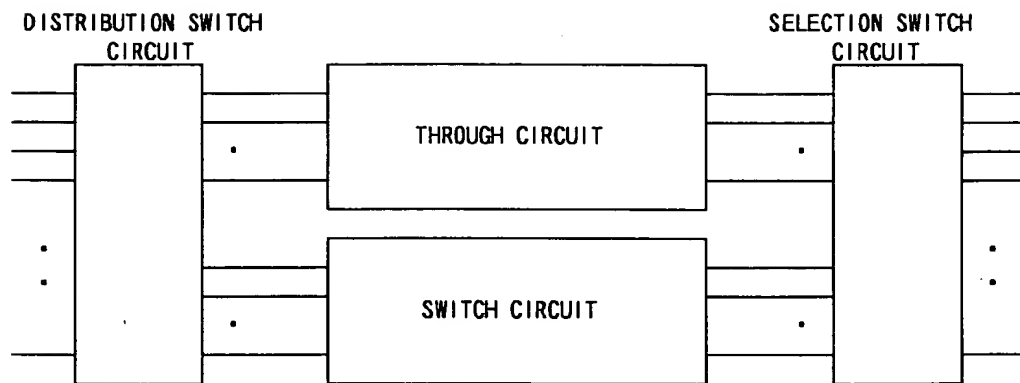 DISTRIBUTION SWITCH
CIRCUIT
SELECTION SWITCH
CIRCUIT
THROUGH CIRCUIT
SWITCH CIRCUIT